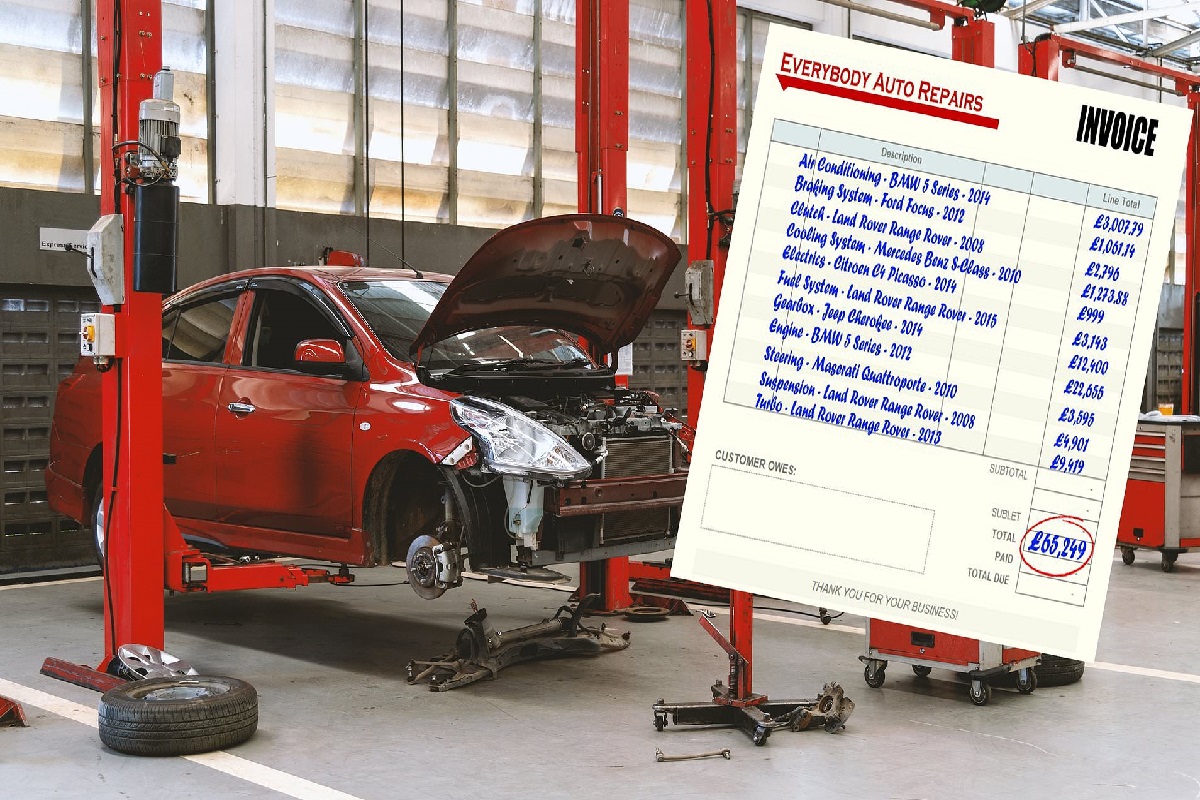 EVERYBODY AUTO REPAIRS
INVOICE
Description Line Total
Air Conditioning - BMW 5 Series - 2014 £3,007.79
Braking System - Ford Focus - 2012 £1,061.14
Clutch - Land Rover Range Rover - 2008 £2,796
Cooling System - Mercedes Benz S-Class - 2010 £1,273.88
Electrics - Citroen C4 Picasso - 2014 £999
Fuel System - Land Rover Range Rover - 2015 £3,143
Gearbox - Jeep Cherokee - 2014 £12,400
Engine - BMW 5 Series - 2012 £22,655
Steering - Maserati Quattroporte - 2010 £3,595
Suspension - Land Rover Range Rover - 2008 £4,901
Turbo - Land Rover Range Rover - 2013 £9,419
SUBTOTAL
CUSTOMER OWES:
SUBLET
TOTAL £65,249
PAID
TOTAL DUE
THANK YOU FOR YOUR BUSINESS!